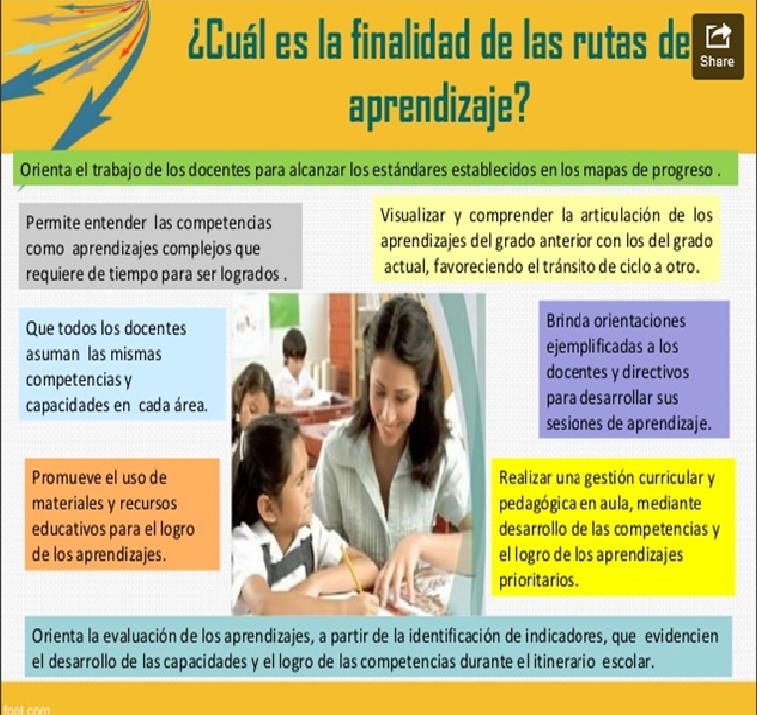 ¿Cuál es la finalidad de las rutas de
aprendizaje?
Share
Orienta el trabajo de los docentes para alcanzar los estándares establecidos en los mapas de progreso .
Permite entender las competencias
como aprendizajes complejos que
requiere de tiempo para ser logrados .
Visualizar y comprender la articulación de los
aprendizajes del grado anterior con los del grado
actual, favoreciendo el tránsito de ciclo a otro.
Que todos los docentes
asuman las mismas
competencias y
capacidades en cada área.
Brinda orientaciones
ejemplificadas a los
docentes y directivos
para desarrollar sus
sesiones de aprendizaje.
Promueve el uso de
materiales y recursos
educativos para el logro
de los aprendizajes.
Realizar una gestión curricular y
pedagógica en aula, mediante
desarrollo de las competencias y
el logro de los aprendizajes
prioritarios.
Orienta la evaluación de los aprendizajes, a partir de la identificación de indicadores, que evidencien
el desarrollo de las capacidades y el logro de las competencias durante el itinerario escolar.